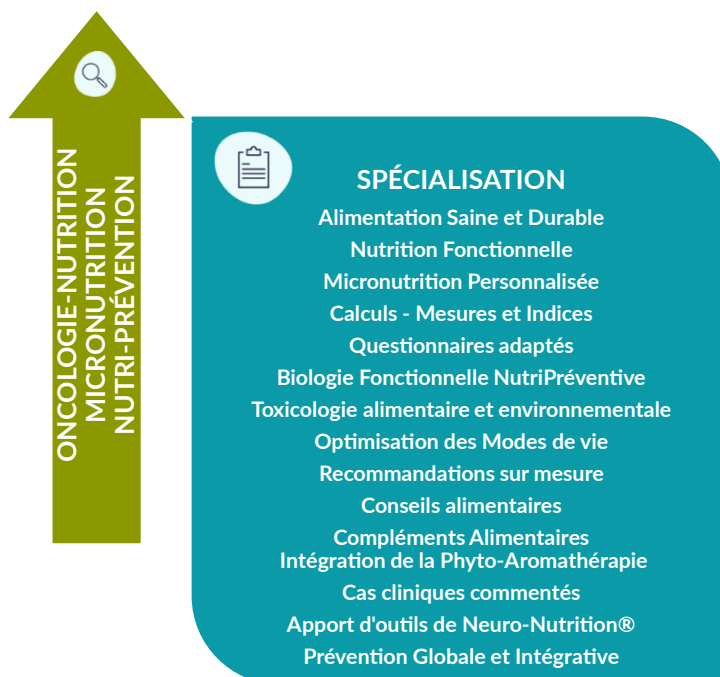 ONCOLOGIE-NUTRITION
MICRONUTRITION
NUTRI-PRÉVENTION
SPÉCIALISATION
Alimentation Saine et Durable
Nutrition Fonctionnelle
Micronutrition Personnalisée
Calculs - Mesures et Indices
Questionnaires adaptés
Biologie Fonctionnelle NutriPréventive
Toxicologie alimentaire et environnementale
Optimisation des Modes de vie
Recommandations sur mesure
Conseils alimentaires
Compléments Alimentaires
Intégration de la Phyto-Aromathérapie
Cas cliniques commentés
Apport d'outils de Neuro-Nutrition®
Prévention Globale et Intégrative